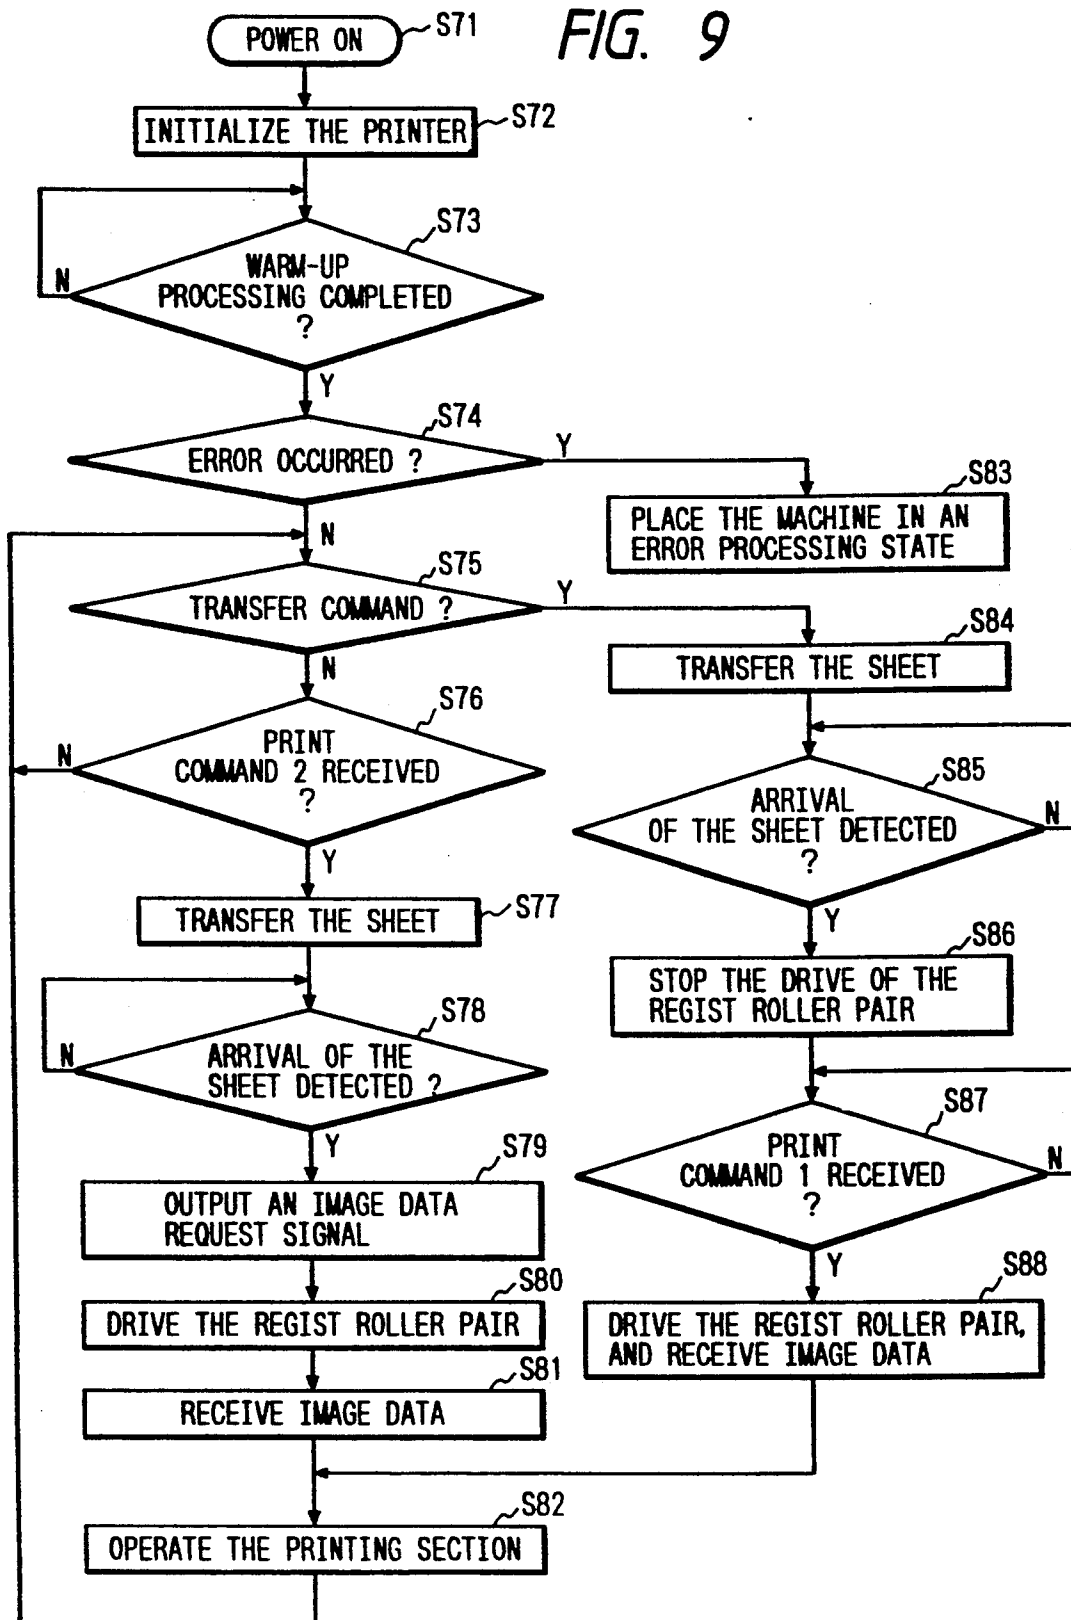 FIG. 9
POWER ON
S71
INITIALIZE THE PRINTER
S72
S73
WARM-UP
PROCESSING COMPLETED
?
N
Y
S74
ERROR OCCURRED ?
Y
N
S83
PLACE THE MACHINE IN AN
ERROR PROCESSING STATE
S75
TRANSFER COMMAND ?
Y
N
S84
TRANSFER THE SHEET
S76
PRINT
COMMAND 2 RECEIVED
?
N
Y
S85
ARRIVAL
OF THE SHEET DETECTED
?
N
Y
S77
TRANSFER THE SHEET
S86
STOP THE DRIVE OF THE
REGIST ROLLER PAIR
S78
ARRIVAL OF THE
SHEET DETECTED ?
N
Y
S87
PRINT
COMMAND 1 RECEIVED
?
N
Y
S79
OUTPUT AN IMAGE DATA
REQUEST SIGNAL
S80
DRIVE THE REGIST ROLLER PAIR
S88
DRIVE THE REGIST ROLLER PAIR,
AND RECEIVE IMAGE DATA
S81
RECEIVE IMAGE DATA
S82
OPERATE THE PRINTING SECTION